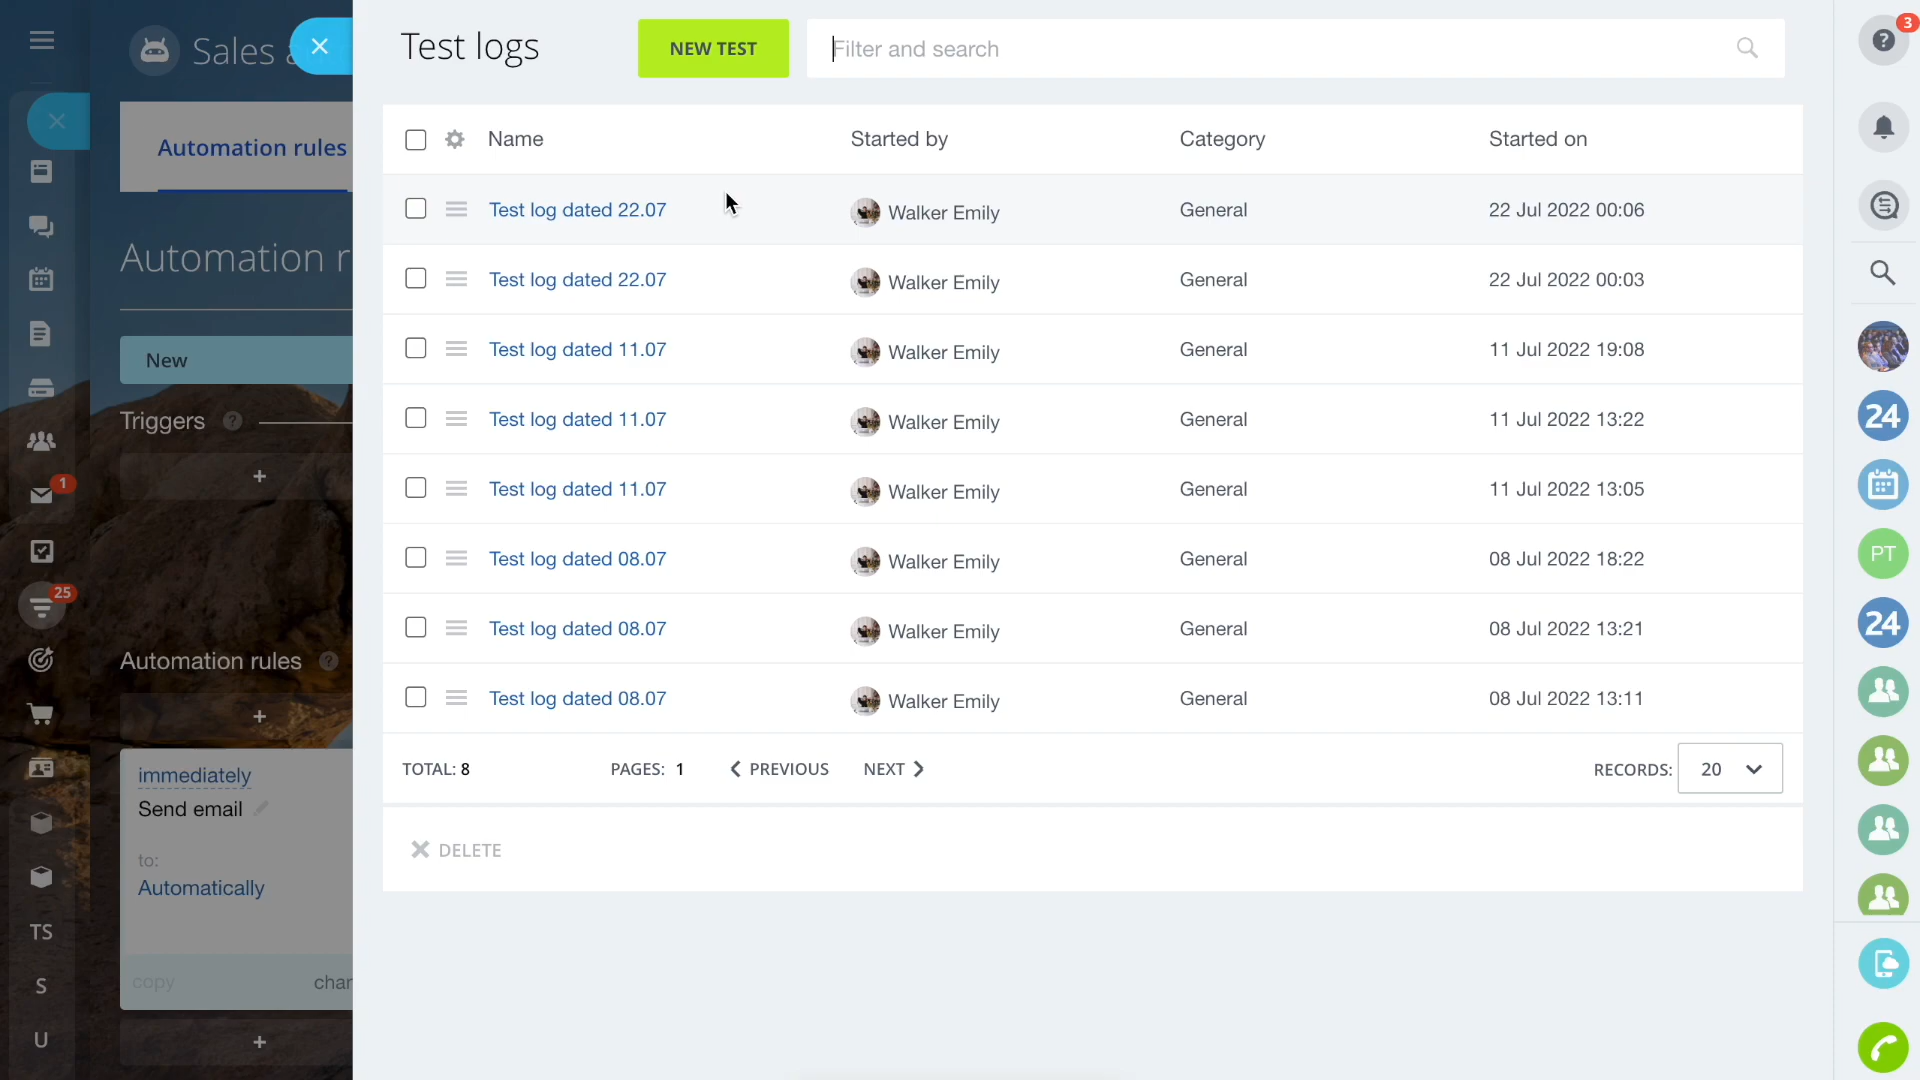 Sales a
Test logs
NEW TEST
Filter and search
3
Automation rules
Name
Started by
Category
Started on
Test log dated 22.07
Walker Emily
General
22 Jul 2022 00:06
Automation r
Test log dated 22.07
Walker Emily
General
22 Jul 2022 00:03
New
Test log dated 11.07
Walker Emily
General
11 Jul 2022 19:08
Triggers
?
Test log dated 11.07
Walker Emily
General
11 Jul 2022 13:22
24
+
1
Test log dated 11.07
Walker Emily
General
11 Jul 2022 13:05
25
Test log dated 08.07
Walker Emily
General
08 Jul 2022 18:22
PT
Test log dated 08.07
Walker Emily
General
08 Jul 2022 13:21
24
Automation rules
?
+
Test log dated 08.07
Walker Emily
General
08 Jul 2022 13:11
TOTAL: 8
PAGES: 1
PREVIOUS
NEXT
RECORDS:
20
immediately
Send email
to:
Automatically
DELETE
TS
copy
char
S
U
+